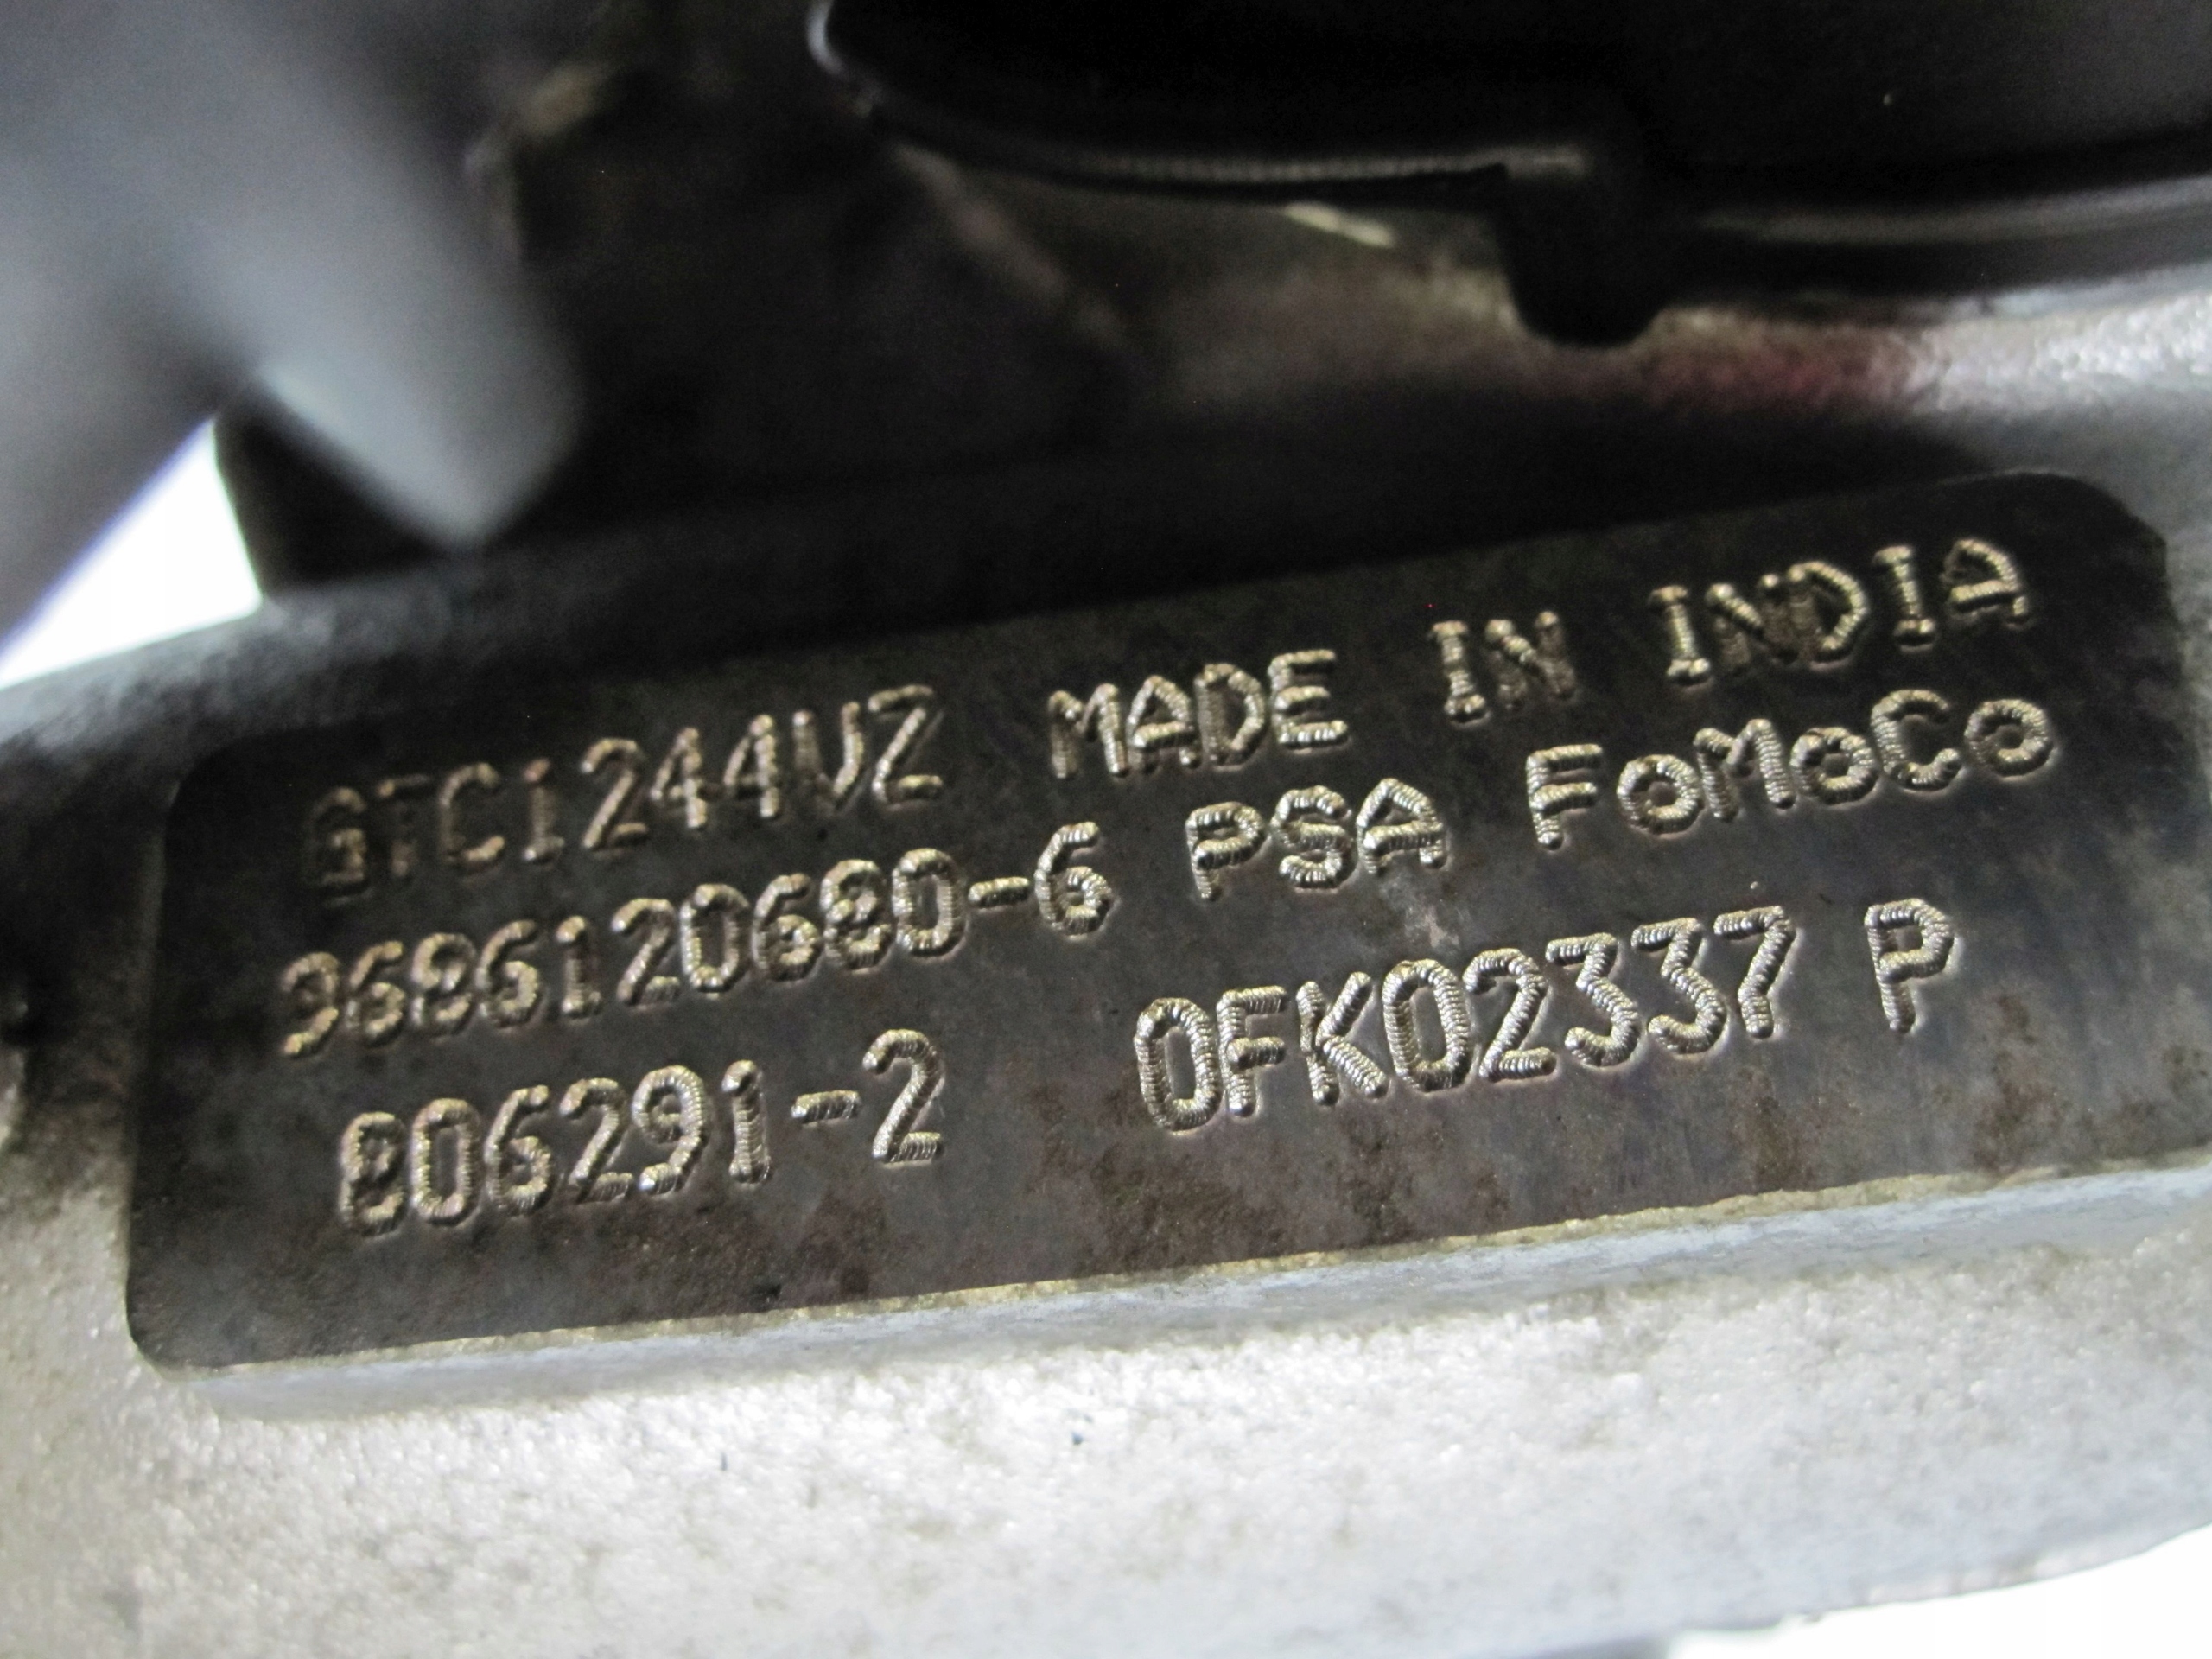 GTC1244VZ MADE IN INDIA
9686120680-6 PSA FoMoCo
806291-2 0FK02337 P